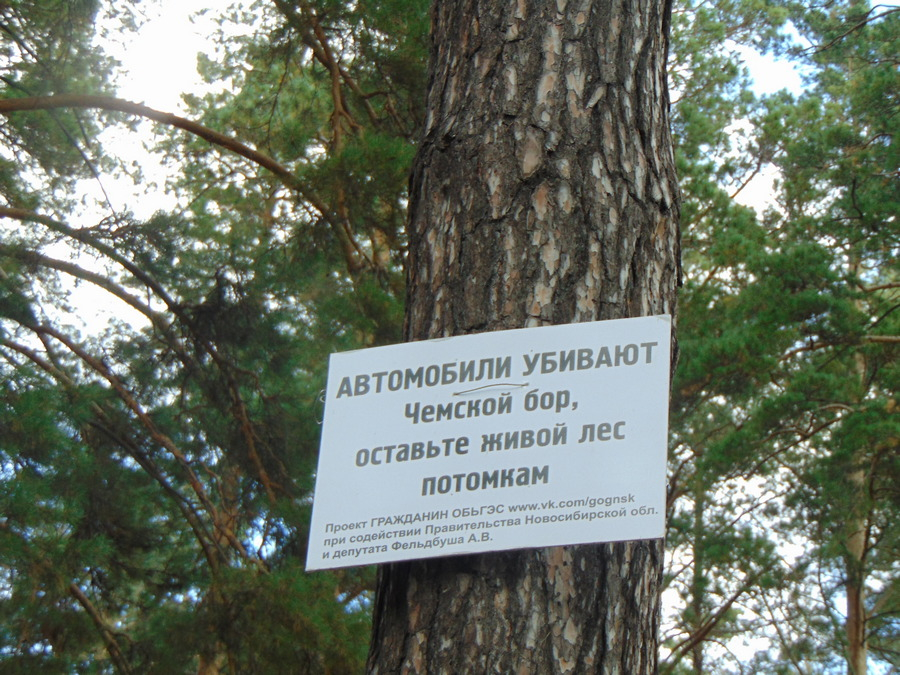 АВТОМОБИЛИ УБИВАЮТ
Чемской бор,
оставьте живой лес
потомкам
Проект ГРАЖДАНИН ОБЬГЭС www.vk.com/gognsk
при содействии Правительства Новосибирской обл.
и депутата Фельдбуша А.В.